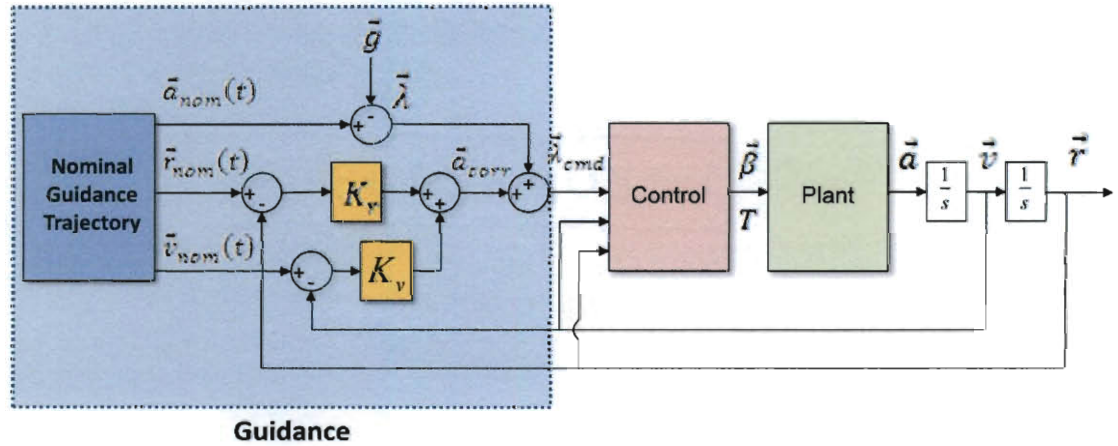 g⃗
a⃗nom(t)
λ⃗
+ -
Nominal
Guidance
Trajectory
r⃗nom(t)
+ -
Kr
+ +
a⃗corr
+ +
λ⃗cmd
Control
β⃗
T
Plant
a⃗
1/s
v⃗
1/s
r⃗
v⃗nom(t)
+ -
Kv
Guidance